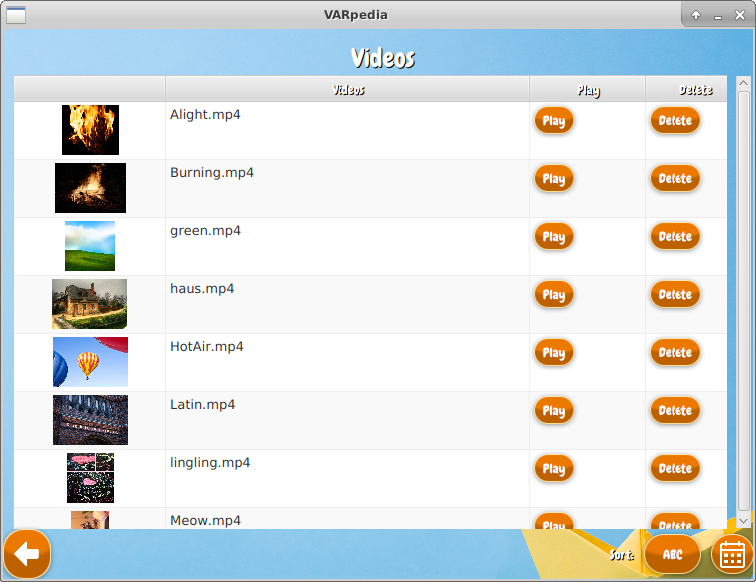 VARpedia
Videos
Videos Play Delete
Alight.mp4 Play Delete
Burning.mp4 Play Delete
green.mp4 Play Delete
haus.mp4 Play Delete
HotAir.mp4 Play Delete
Latin.mp4 Play Delete
lingling.mp4 Play Delete
Meow.mp4 Play Delete
Sort: ABC